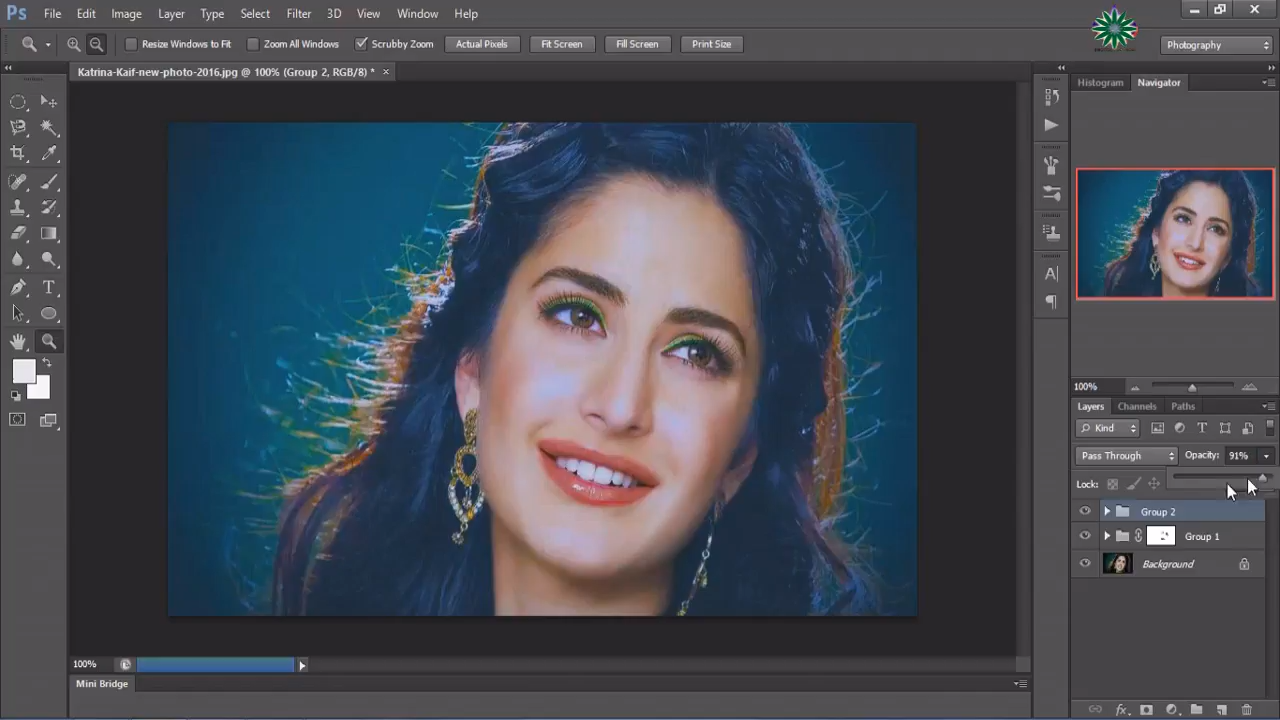 Ps File Edit Image Layer Type Select Filter 3D View Window Help
Resize Windows to Fit Zoom All Windows Scrubby Zoom Actual Pixels Fit Screen Fill Screen Print Size Photography
Katrina-Kaif-new-photo-2016.jpg @ 100% (Group 2, RGB/8) *
Histogram Navigator
100%
Layers Channels Paths
Kind
Pass Through Opacity: 91%
Lock:
Group 2
Group 1
Background
100%
Mini Bridge